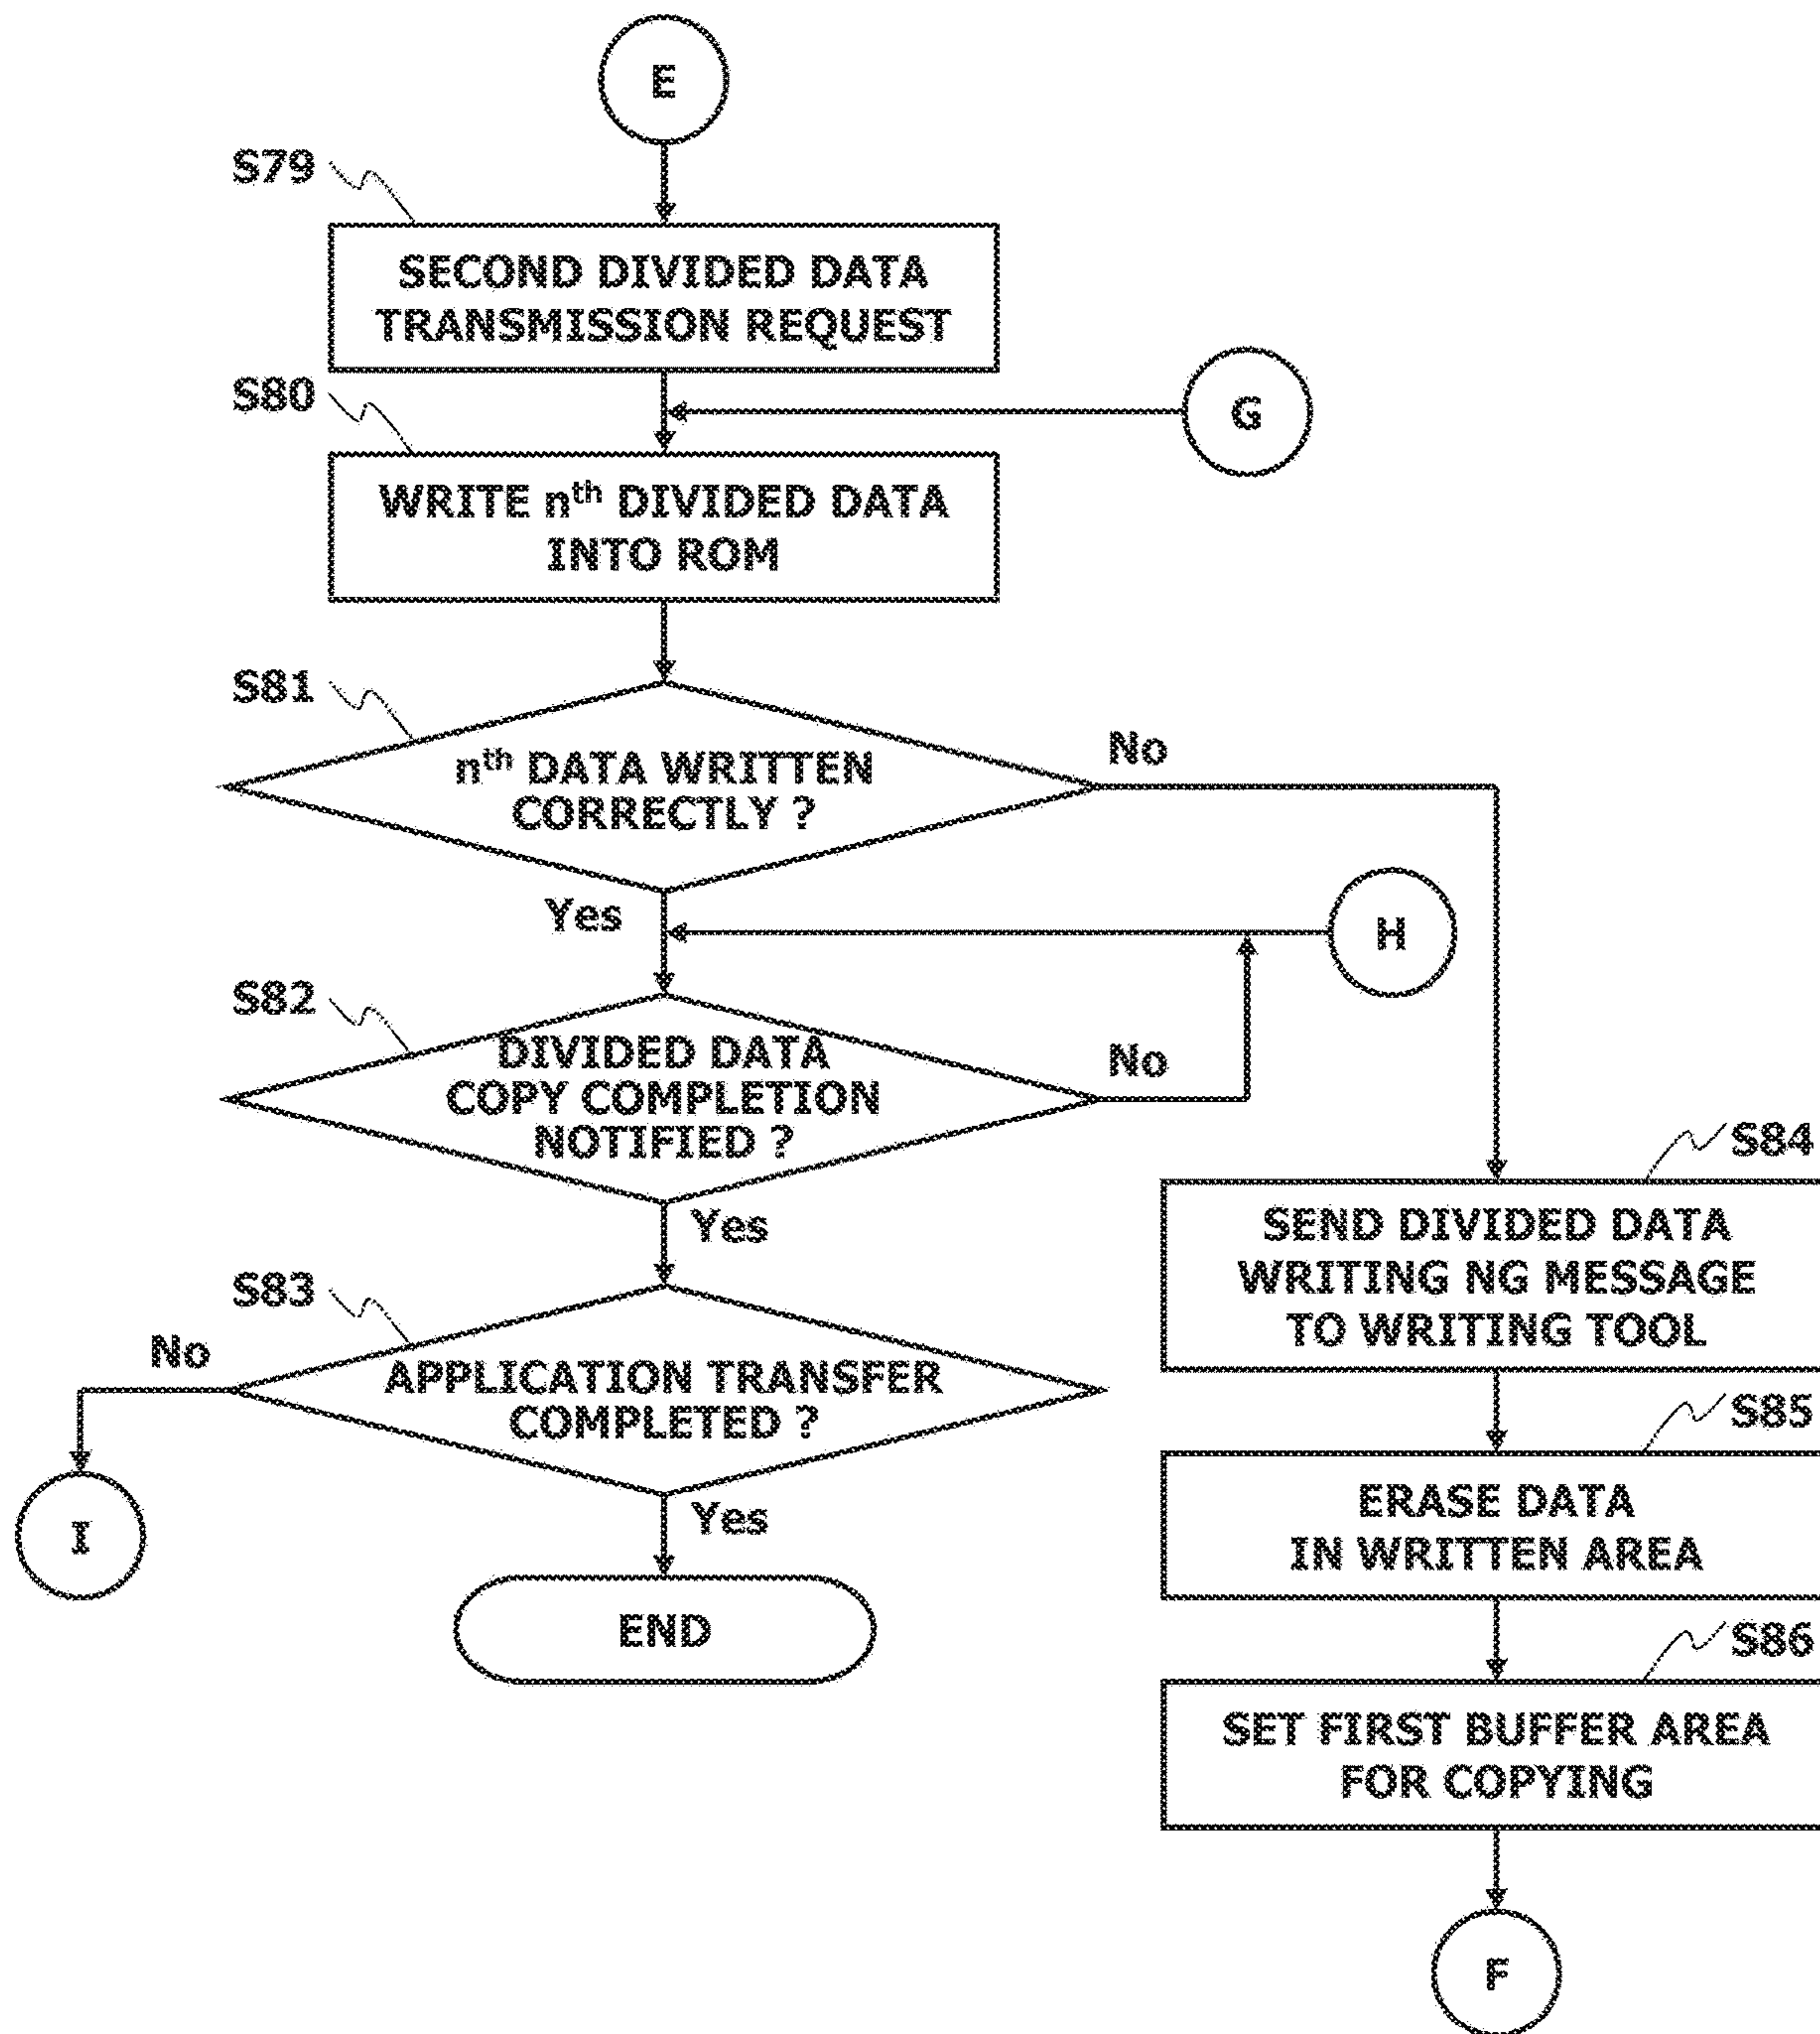 E
S79
SECOND DIVIDED DATA
TRANSMISSION REQUEST
S80
G
WRITE nth DIVIDED DATA
INTO ROM
S81
nth DATA WRITTEN
CORRECTLY ?
No
Yes
H
S82
DIVIDED DATA
COPY COMPLETION
NOTIFIED ?
No
Yes
S83
APPLICATION TRANSFER
COMPLETED ?
No
I
Yes
END
S84
SEND DIVIDED DATA
WRITING NG MESSAGE
TO WRITING TOOL
S85
ERASE DATA
IN WRITTEN AREA
S86
SET FIRST BUFFER AREA
FOR COPYING
F